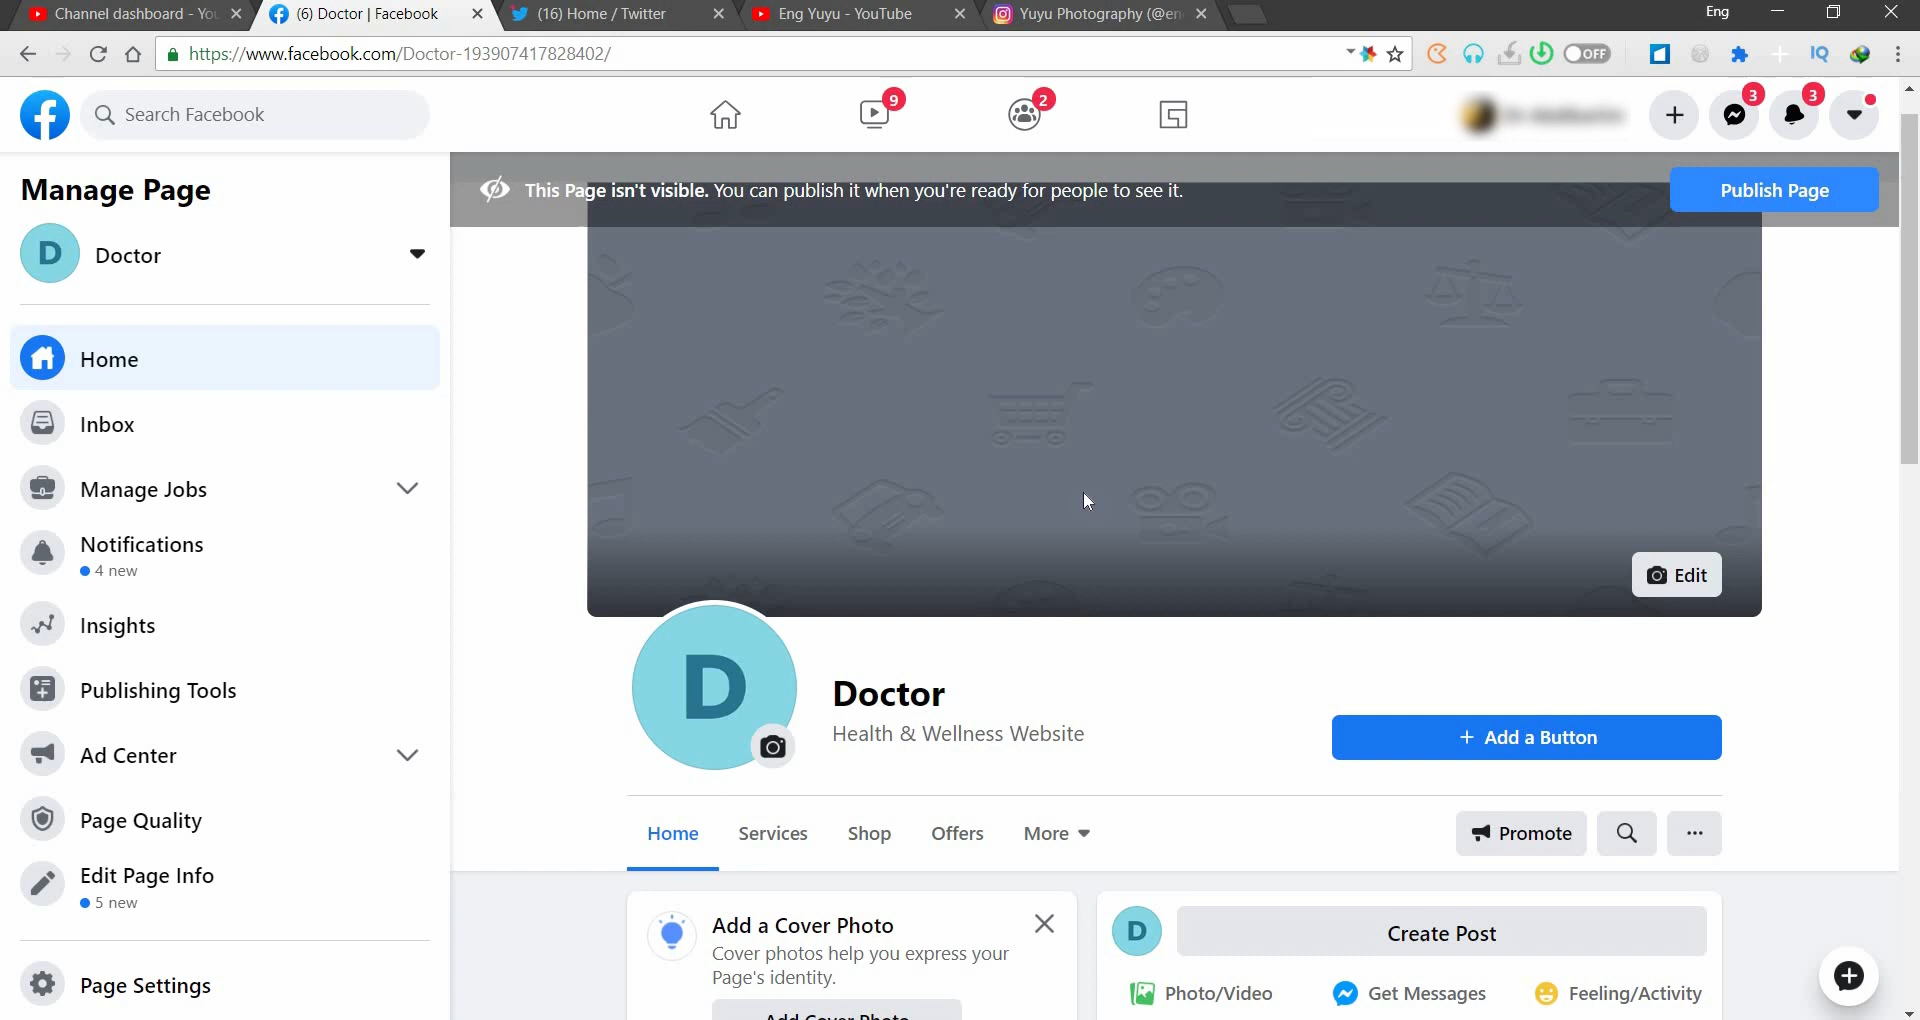 Channel dashboard - You
(6) Doctor | Facebook
(16) Home / Twitter
Eng Yuyu - YouTube
Yuyu Photography (@en
Eng
https://www.facebook.com/Doctor-193907417828402/
OFF
IQ
Search Facebook
9
2
3
3
Manage Page
D Doctor
Home
Inbox
Manage Jobs
Notifications
4 new
Insights
Publishing Tools
Ad Center
Page Quality
Edit Page Info
5 new
Page Settings
This Page isn't visible. You can publish it when you're ready for people to see it.
Publish Page
Edit
D
Doctor
Health & Wellness Website
+ Add a Button
Home Services Shop Offers More
Promote
...
Add a Cover Photo
Cover photos help you express your
Page's identity.
Add Cover Photo
D Create Post
Photo/Video Get Messages Feeling/Activity